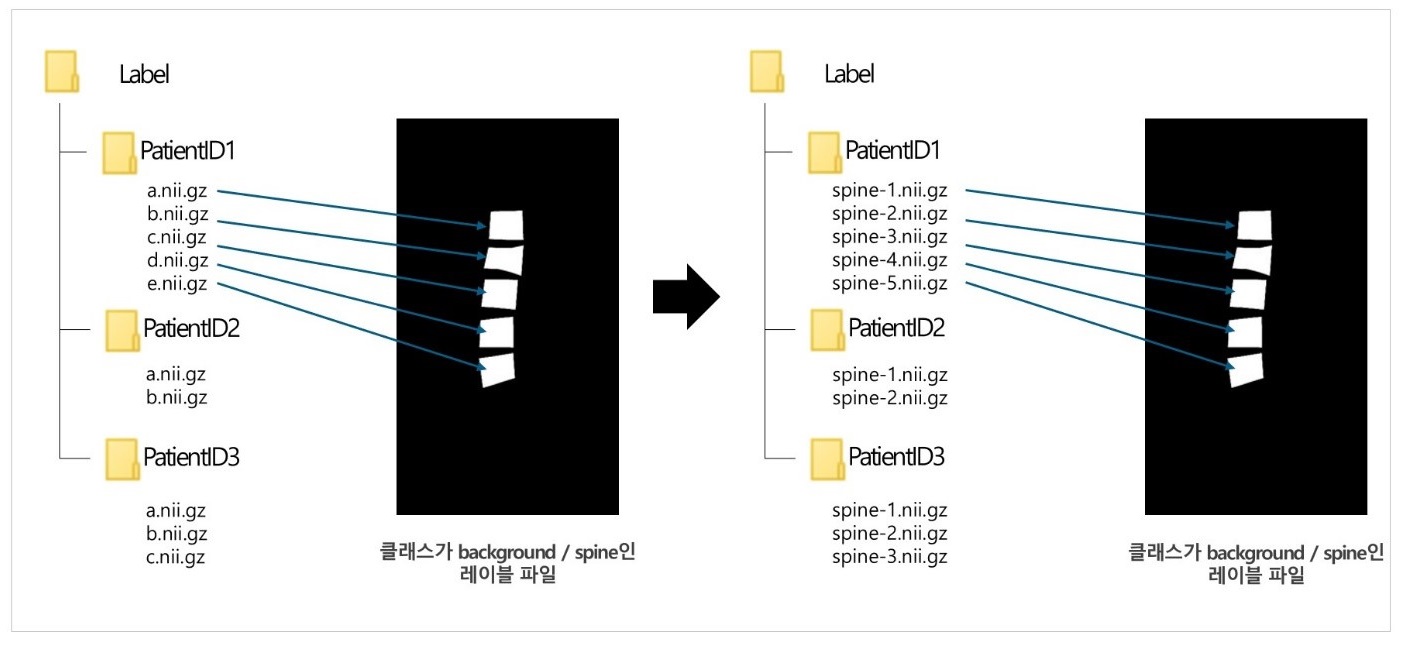 Label
PatientID1
a.nii.gz
b.nii.gz
c.nii.gz
d.nii.gz
e.nii.gz
PatientID2
a.nii.gz
b.nii.gz
PatientID3
a.nii.gz
b.nii.gz
c.nii.gz
클래스가 background / spine인
레이블 파일
Label
PatientID1
spine-1.nii.gz
spine-2.nii.gz
spine-3.nii.gz
spine-4.nii.gz
spine-5.nii.gz
PatientID2
spine-1.nii.gz
spine-2.nii.gz
PatientID3
spine-1.nii.gz
spine-2.nii.gz
spine-3.nii.gz
클래스가 background / spine인
레이블 파일